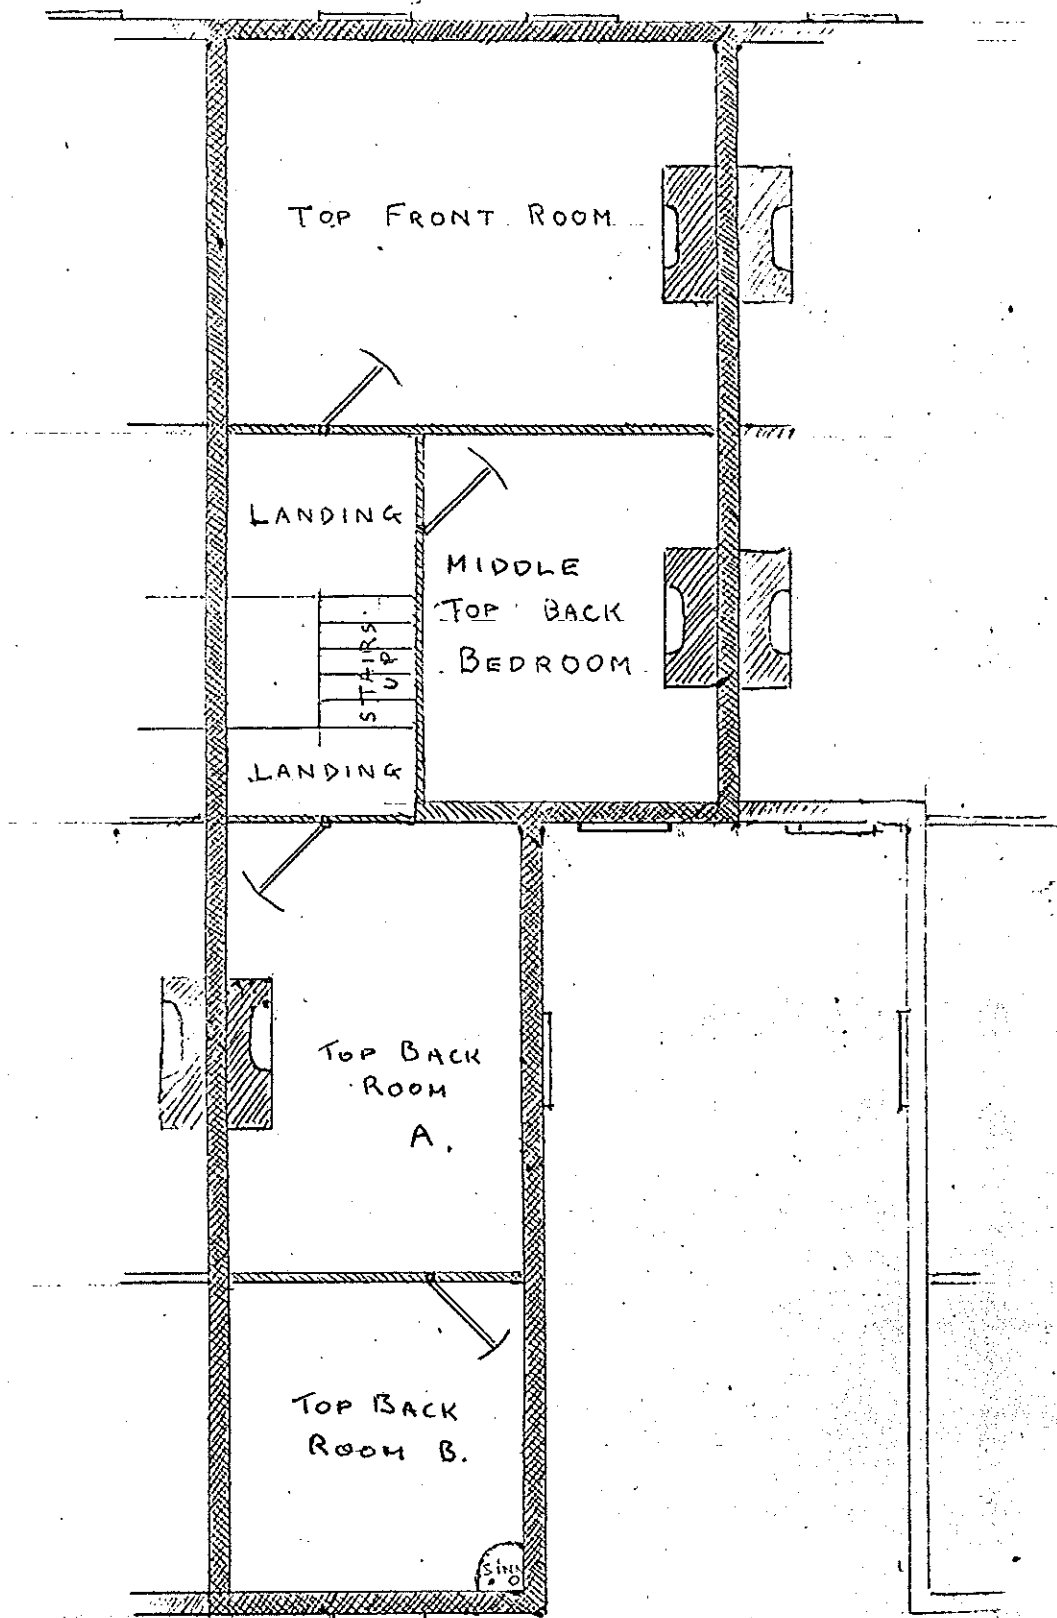 TOP FRONT ROOM
LANDING
MIDDLE
TOP BACK
BEDROOM
STAIRS
UP
LANDING
TOP BACK
ROOM
A.
TOP BACK
ROOM B.
SINK